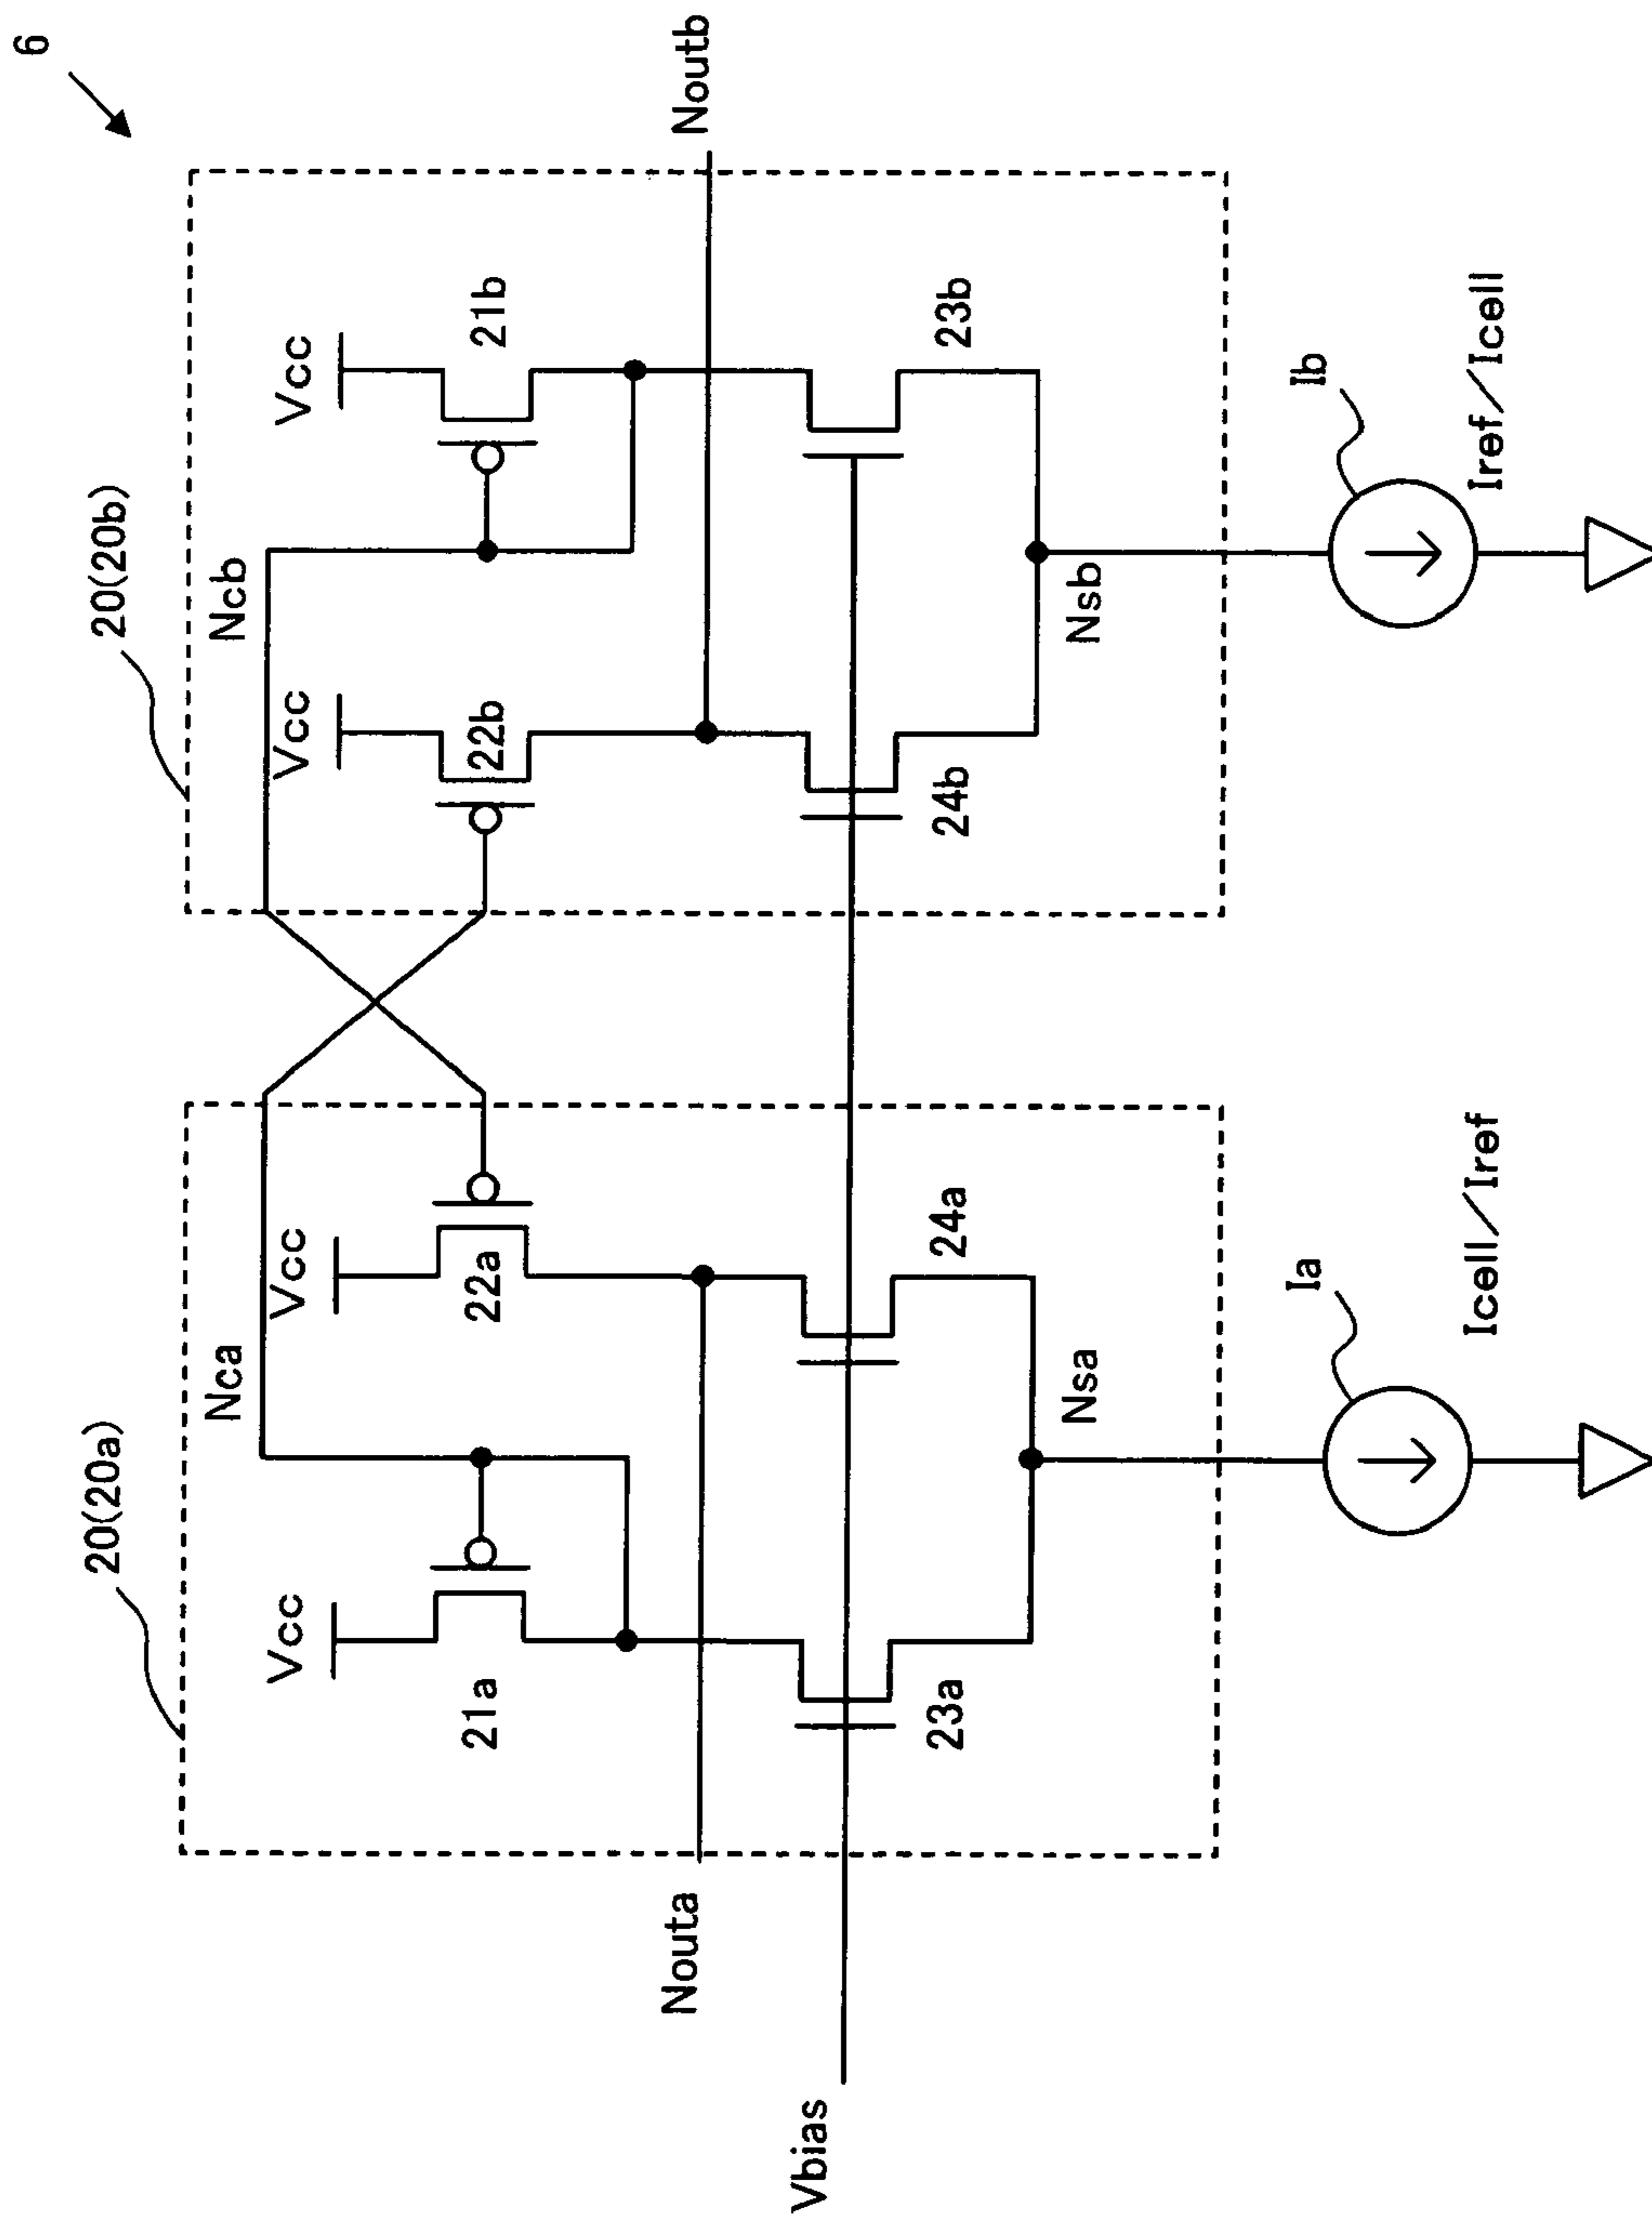 6
20(20a)
20(20b)
Nca
Ncb
Vcc
Vcc
Vcc
Vcc
21a
22a
22b
21b
Nouta
Noutb
Vbias
23a
24a
24b
23b
Nsa
Nsb
Ia
Ib
Icell/Iref
Iref/Icell